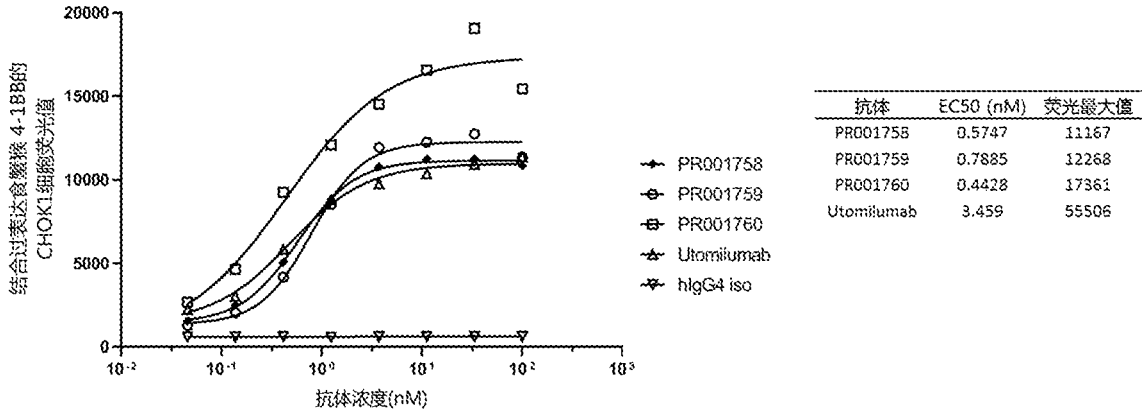 结合过表达食蟹猴 4-1BB的
CHOK1细胞荧光值
20000
15000
10000
5000
0
10-2
10-1
100
101
102
103
抗体浓度(nM)
PR001758
PR001759
PR001760
Utomilumab
hIgG4 iso
抗体 EC50 (nM) 荧光最大值
PR001758 0.5747 11167
PR001759 0.7885 12268
PR001760 0.4428 17361
Utomilumab 3.459 55506